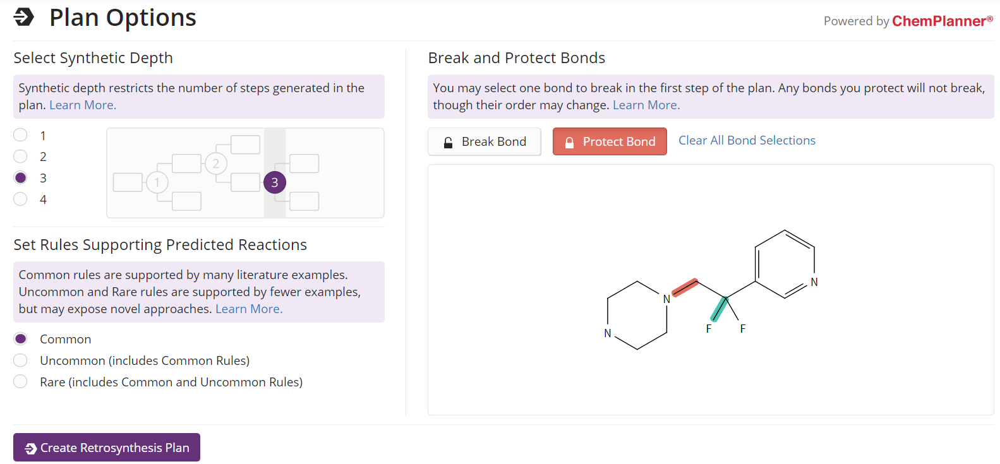 Plan Options
Powered by ChemPlanner®
Select Synthetic Depth
Synthetic depth restricts the number of steps generated in the
plan. Learn More.
1
2
3
4
1
2
3
Set Rules Supporting Predicted Reactions
Common rules are supported by many literature examples.
Uncommon and Rare rules are supported by fewer examples,
but may expose novel approaches. Learn More.
Common
Uncommon (includes Common Rules)
Rare (includes Common and Uncommon Rules)
Break and Protect Bonds
You may select one bond to break in the first step of the plan. Any bonds you protect will not break,
though their order may change. Learn More.
Break Bond
Protect Bond
Clear All Bond Selections
N
N
N
F
F
Create Retrosynthesis Plan